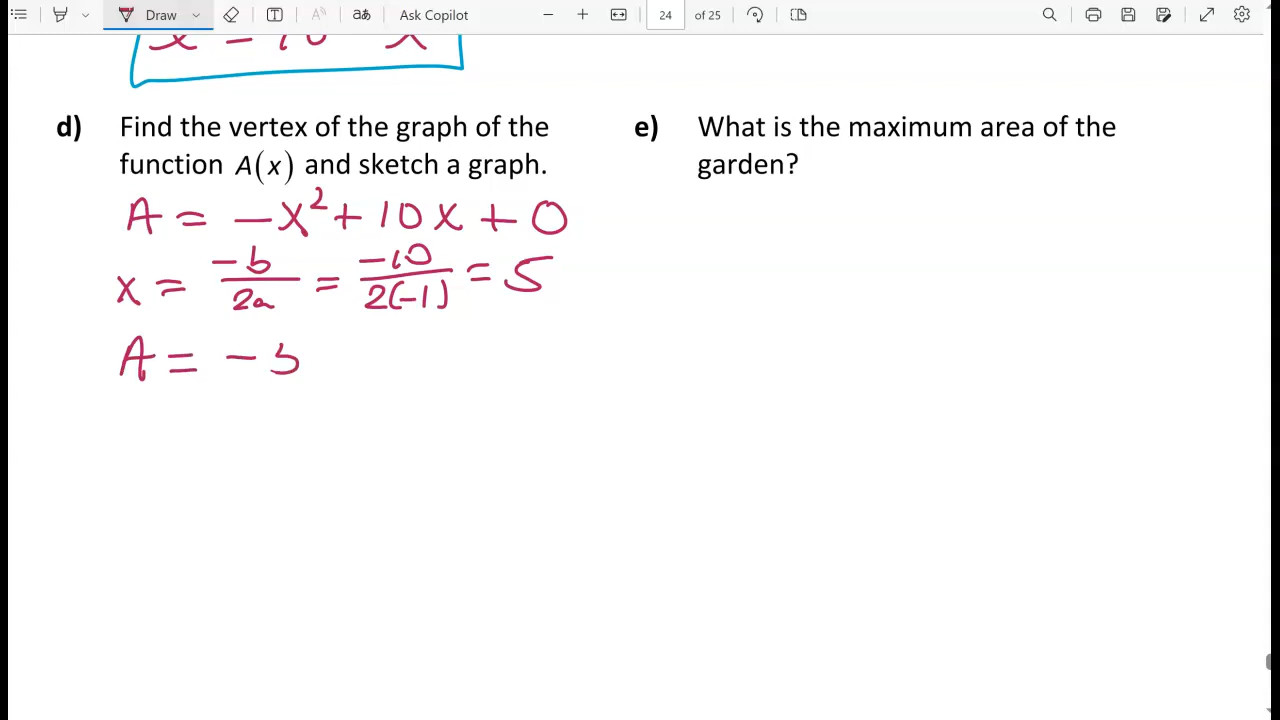 Draw
Ask Copilot
24 of 25
d) Find the vertex of the graph of the
function A(x) and sketch a graph.
A = -x² + 10x + 0
x = -b/2a = -10/2(-1) = 5
A = -5
e) What is the maximum area of the
garden?